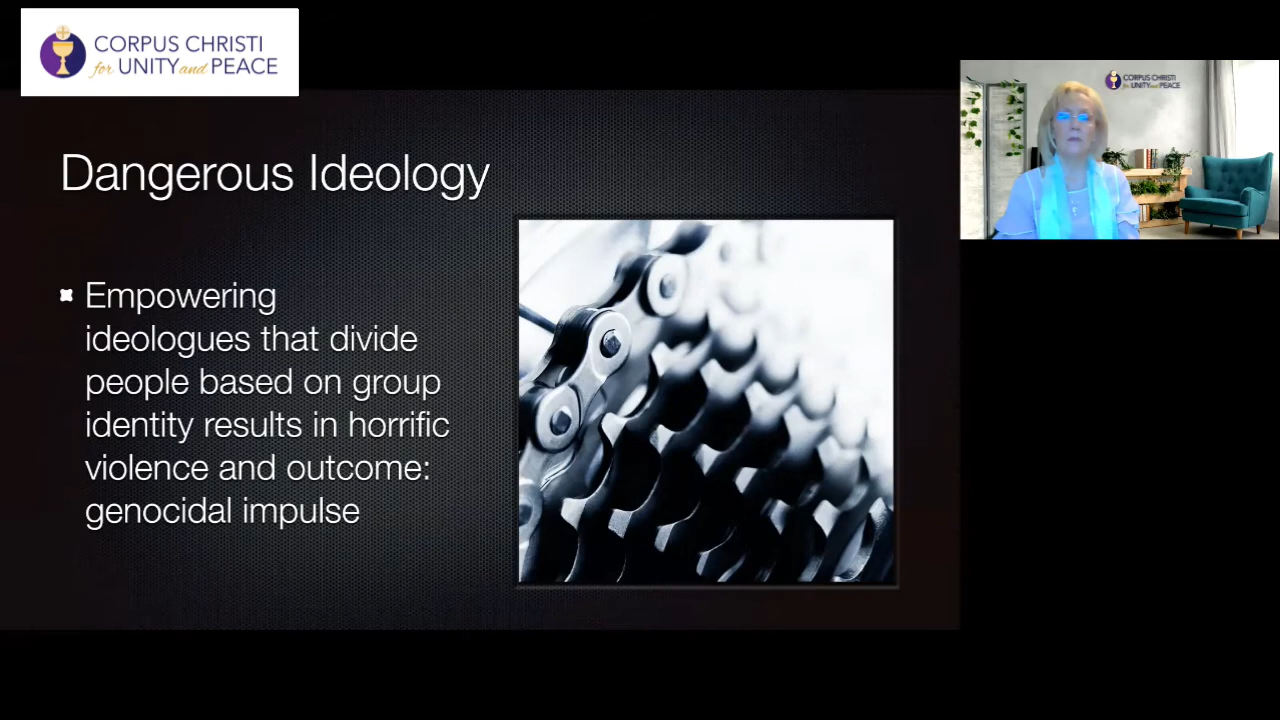 CORPUS CHRISTI
for UNITY and PEACE
CORPUS CHRISTI
for UNITY and PEACE
Dangerous Ideology
Empowering
ideologues that divide
people based on group
identity results in horrific
violence and outcome:
genocidal impulse